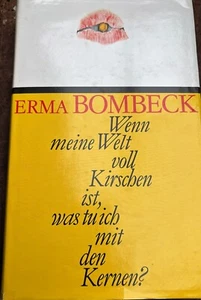 ERMA BOMBECK
Wenn
meine Welt
voll
Kirschen
ist,
was tu ich
mit
den
Kernen?